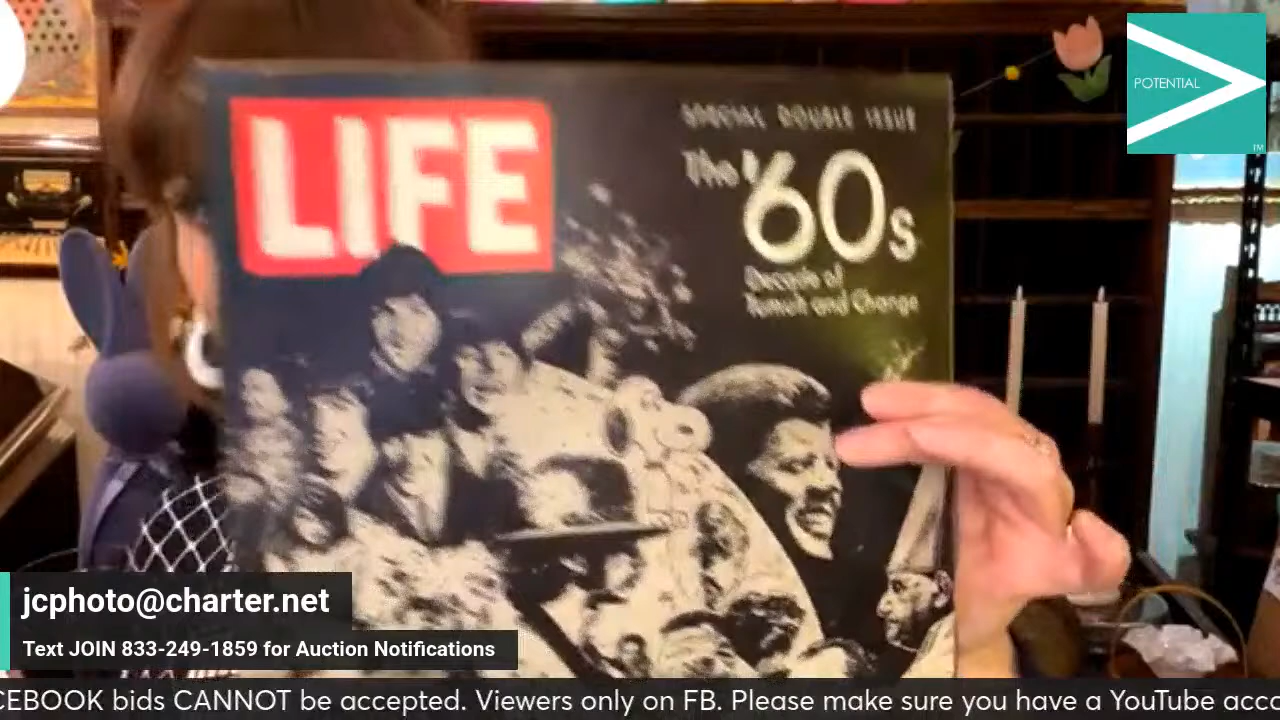 LIFE
SPECIAL DOUBLE ISSUE
The '60s
Decade of
Tumult and Change
POTENTIAL
TM
jcphoto@charter.net
Text JOIN 833-249-1859 for Auction Notifications
CEBOOK bids CANNOT be accepted. Viewers only on FB. Please make sure you have a YouTube acco